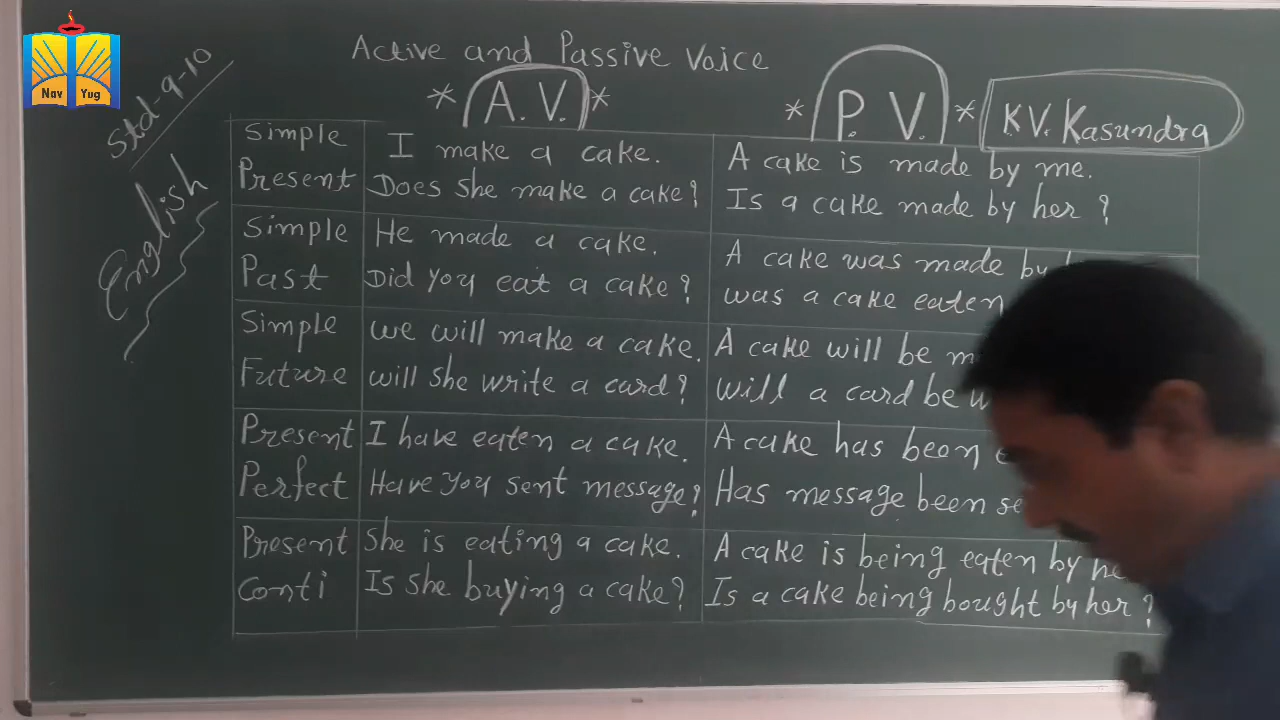 Nav Yug
Std-9-10
English
Active and Passive Voice
* A. V. *
* P. V. *
K.V. Kasundra
Simple Present
I make a cake.
Does she make a cake?
A cake is made by me.
Is a cake made by her ?
Simple Past
He made a cake.
Did you eat a cake?
A cake was made by
was a cake eaten
Simple Future
we will make a cake.
will she write a card?
A cake will be
will a card be
Present Perfect
I have eaten a cake.
Have you sent message?
A cake has been
Has message been
Present Conti
She is eating a cake.
Is she buying a cake?
A cake is being eaten by
Is a cake being bought by her ?